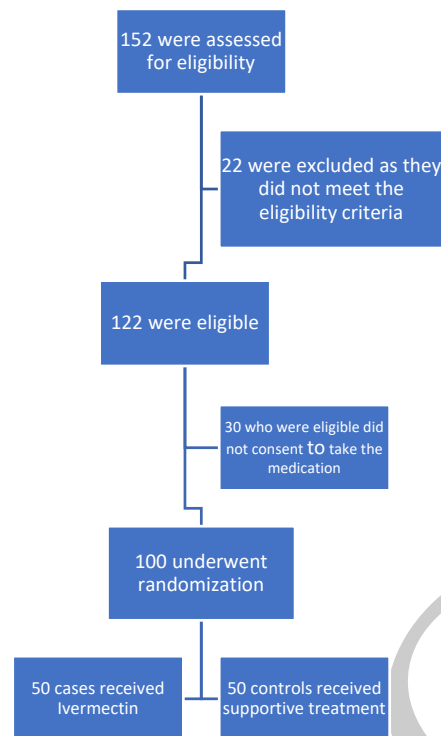 152 were assessed
for eligibility
22 were excluded as they
did not meet the
eligibility criteria
122 were eligible
30 who were eligible did
not consent to take the
medication
100 underwent
randomization
50 cases received
Ivermectin
50 controls received
supportive treatment